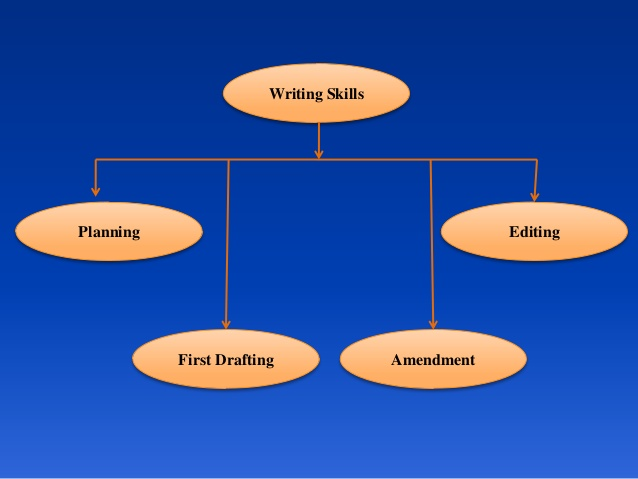 Writing Skills
Planning
Editing
First Drafting
Amendment